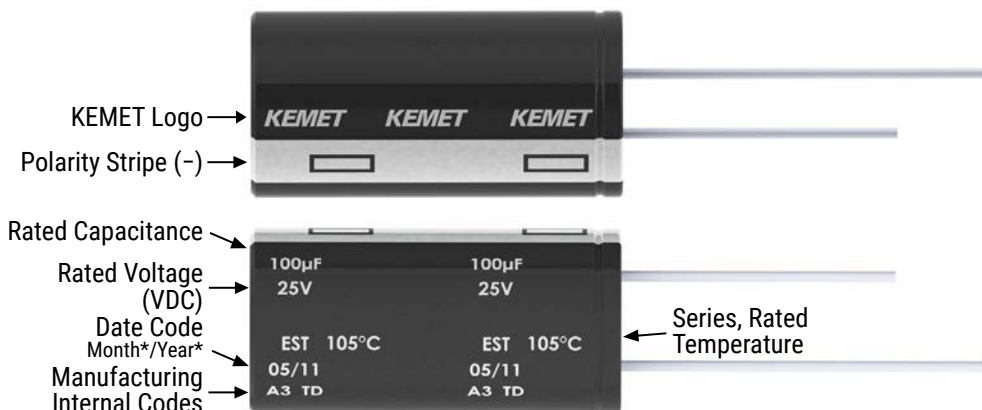 KEMET Logo
KEMET KEMET KEMET
Polarity Stripe (-)
Rated Capacitance
100µF 100µF
Rated Voltage
(VDC)
25V 25V
Date Code
Month*/Year*
EST 105°C EST 105°C
Series, Rated
Temperature
05/11 05/11
Manufacturing
Internal Codes
A3 TD A3 TD